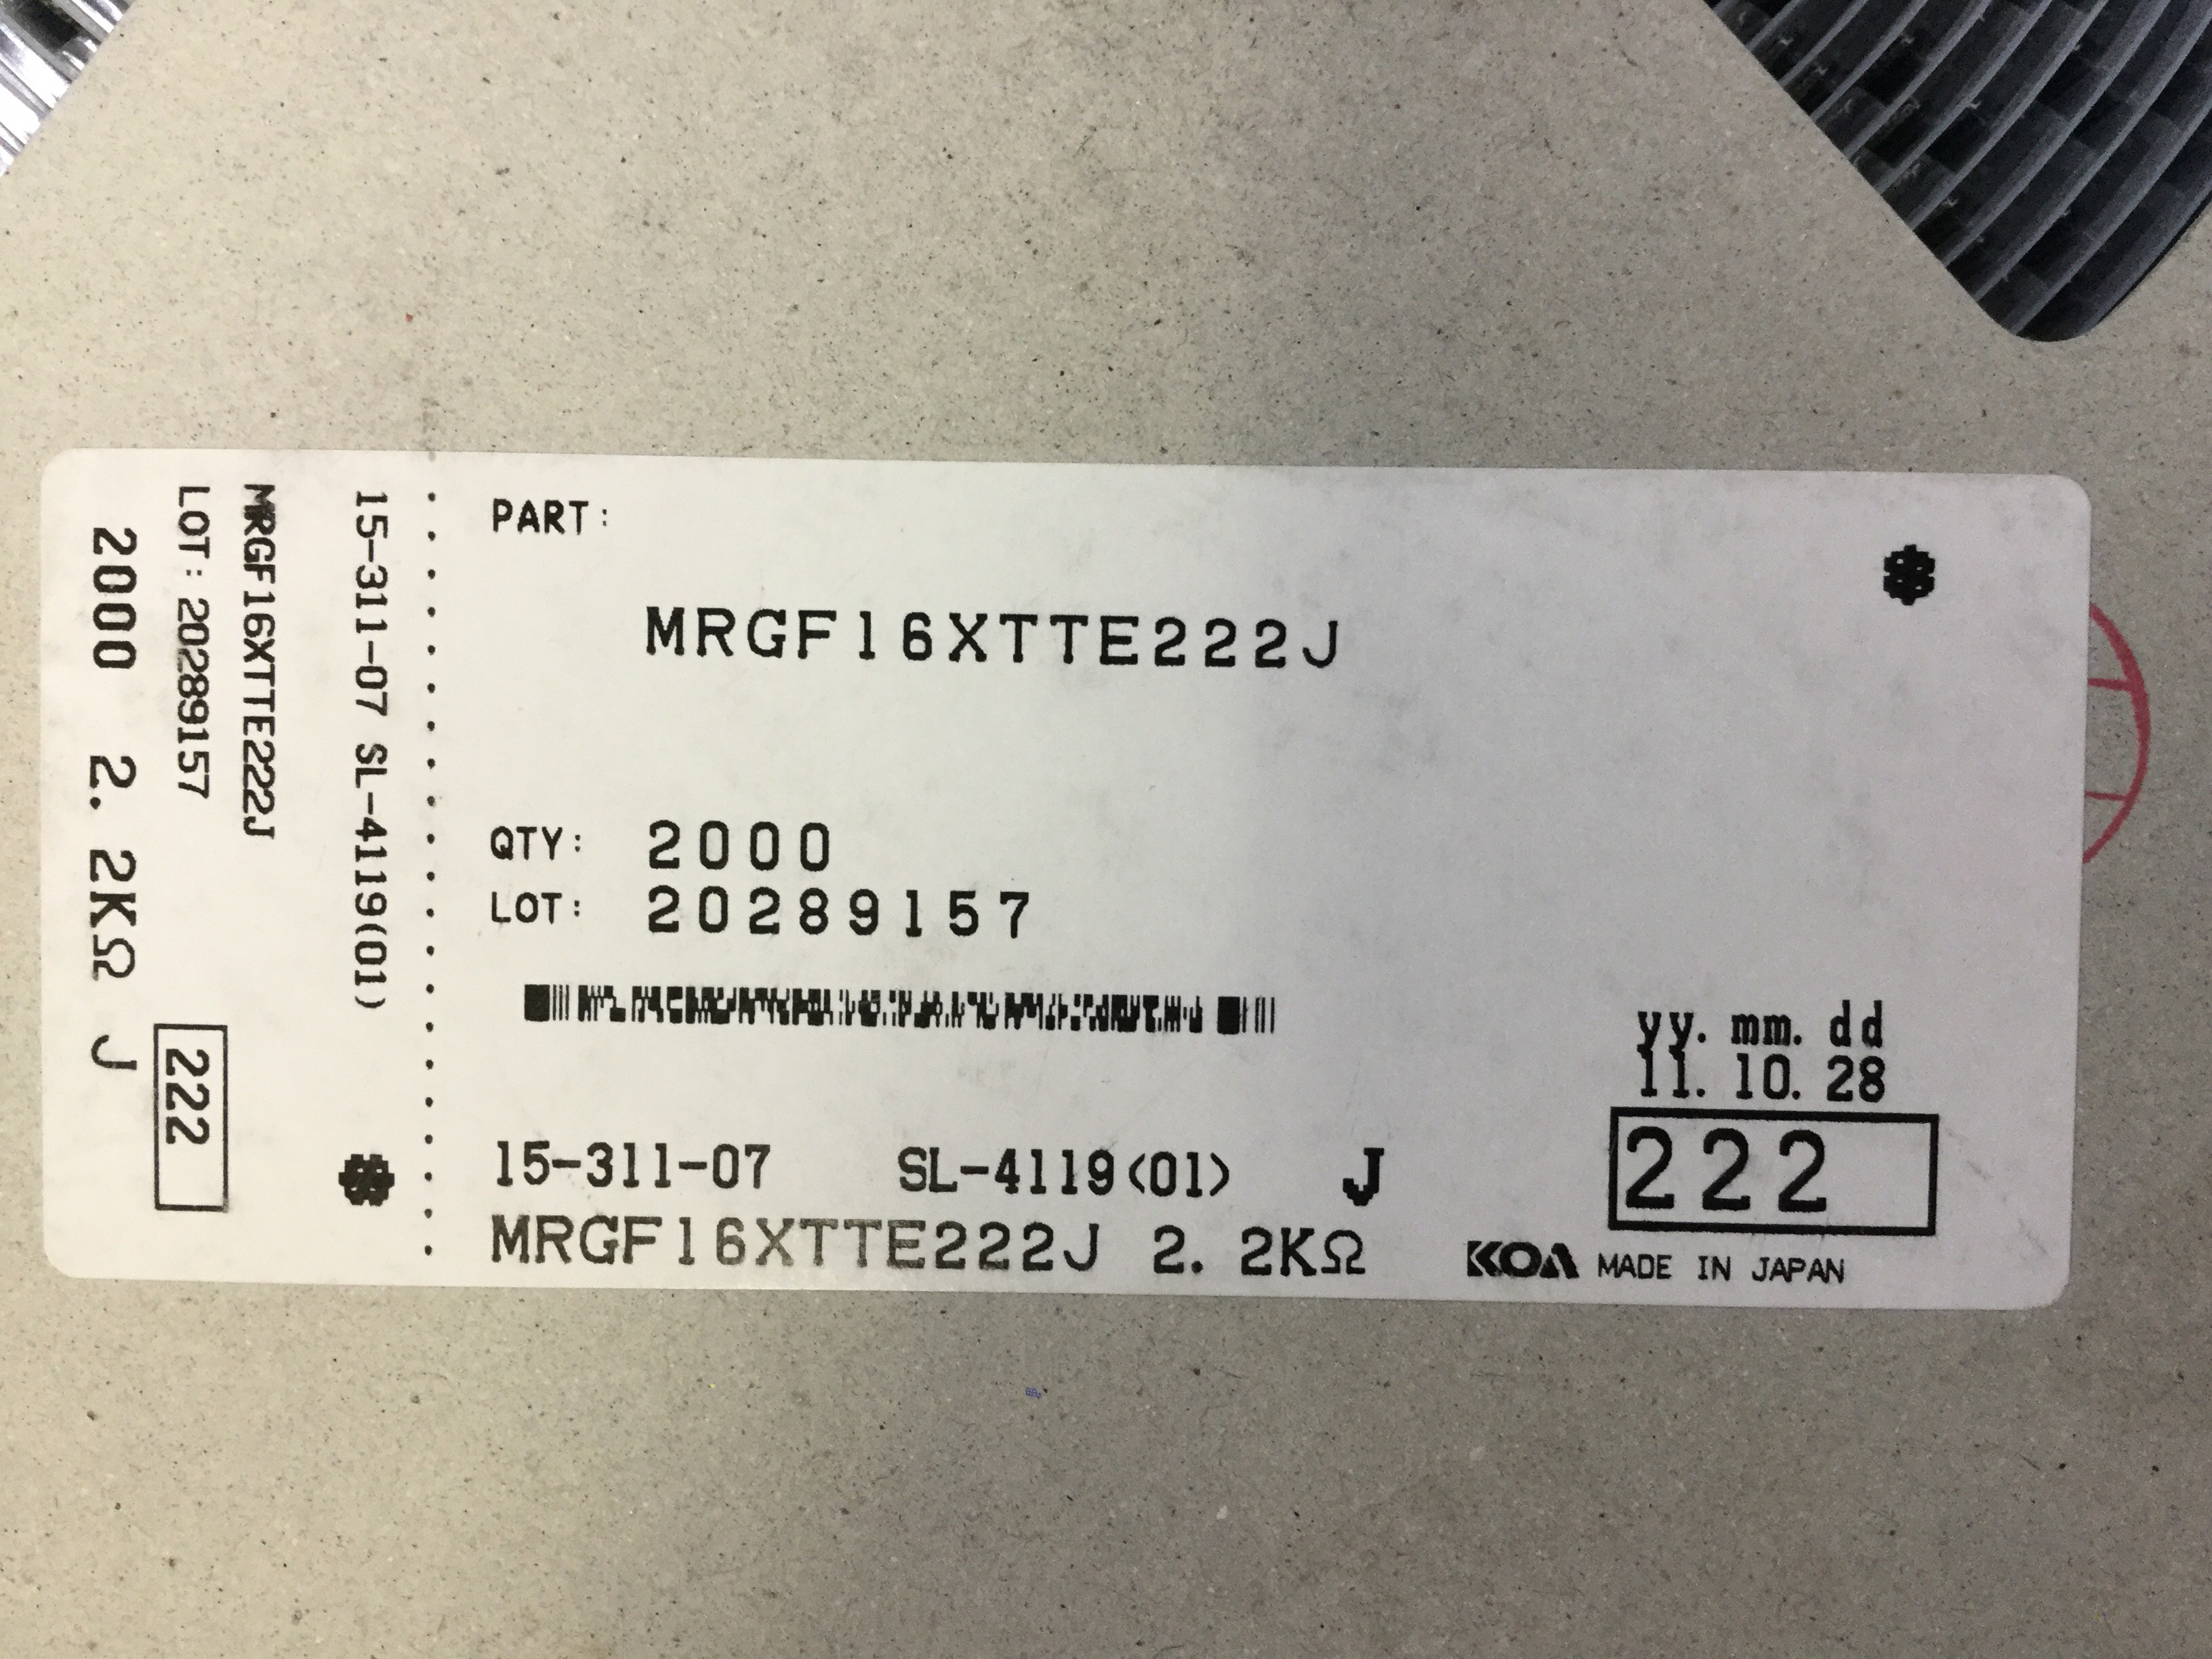 PART:
MRGF16XTTE222J
QTY: 2000
LOT: 20289157
yy. mm. dd
11. 10. 28
15-311-07 SL-4119(01) J
222
MRGF16XTTE222J 2. 2KΩ
KOA MADE IN JAPAN
15-311-07 SL-4119(01)
MRGF16XTTE222J
LOT: 20289157
222
2000 2. 2KΩ J